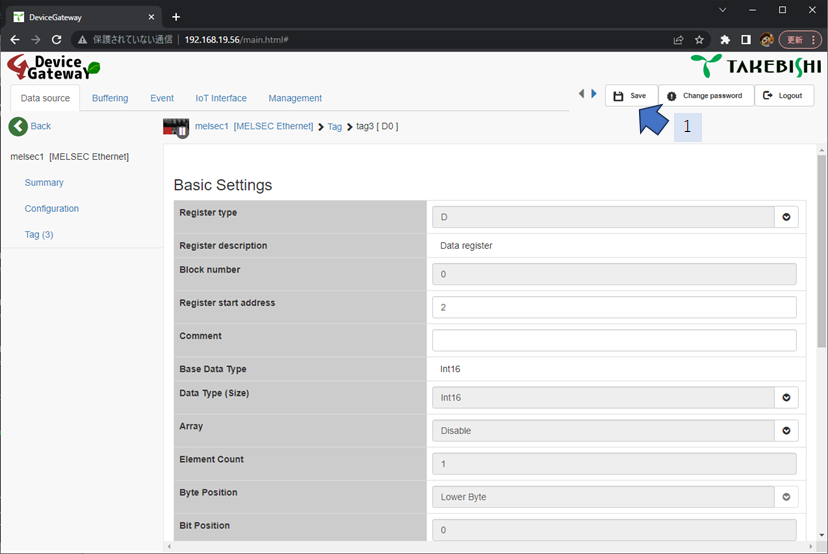 DeviceGateway
保護されていない通信 | 192.168.19.56/main.html#
更新
Device Gateway
TAKEBISHI
Data source Buffering Event IoT Interface Management
Save Change password Logout
1
Back
melsec1 [MELSEC Ethernet] Tag tag3 [ D0 ]
melsec1 [MELSEC Ethernet]
Summary
Configuration
Tag (3)
Basic Settings
Register type D
Register description Data register
Block number 0
Register start address 2
Comment
Base Data Type Int16
Data Type (Size) Int16
Array Disable
Element Count 1
Byte Position Lower Byte
Bit Position 0